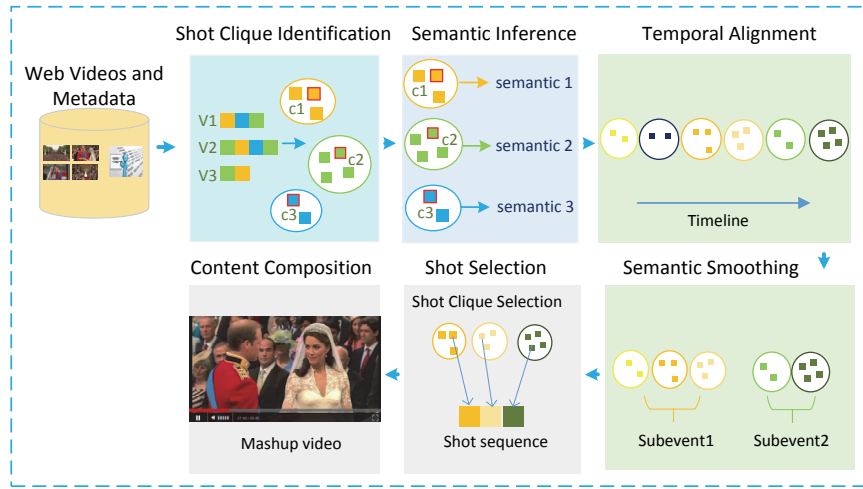 Shot Clique Identification
Semantic Inference
Temporal Alignment
Web Videos and
Metadata
V1
V2
V3
c1
c2
c3
c1
semantic 1
c2
semantic 2
c3
semantic 3
Timeline
Content Composition
Shot Selection
Semantic Smoothing
Shot Clique Selection
Shot sequence
Mashup video
Subevent1
Subevent2